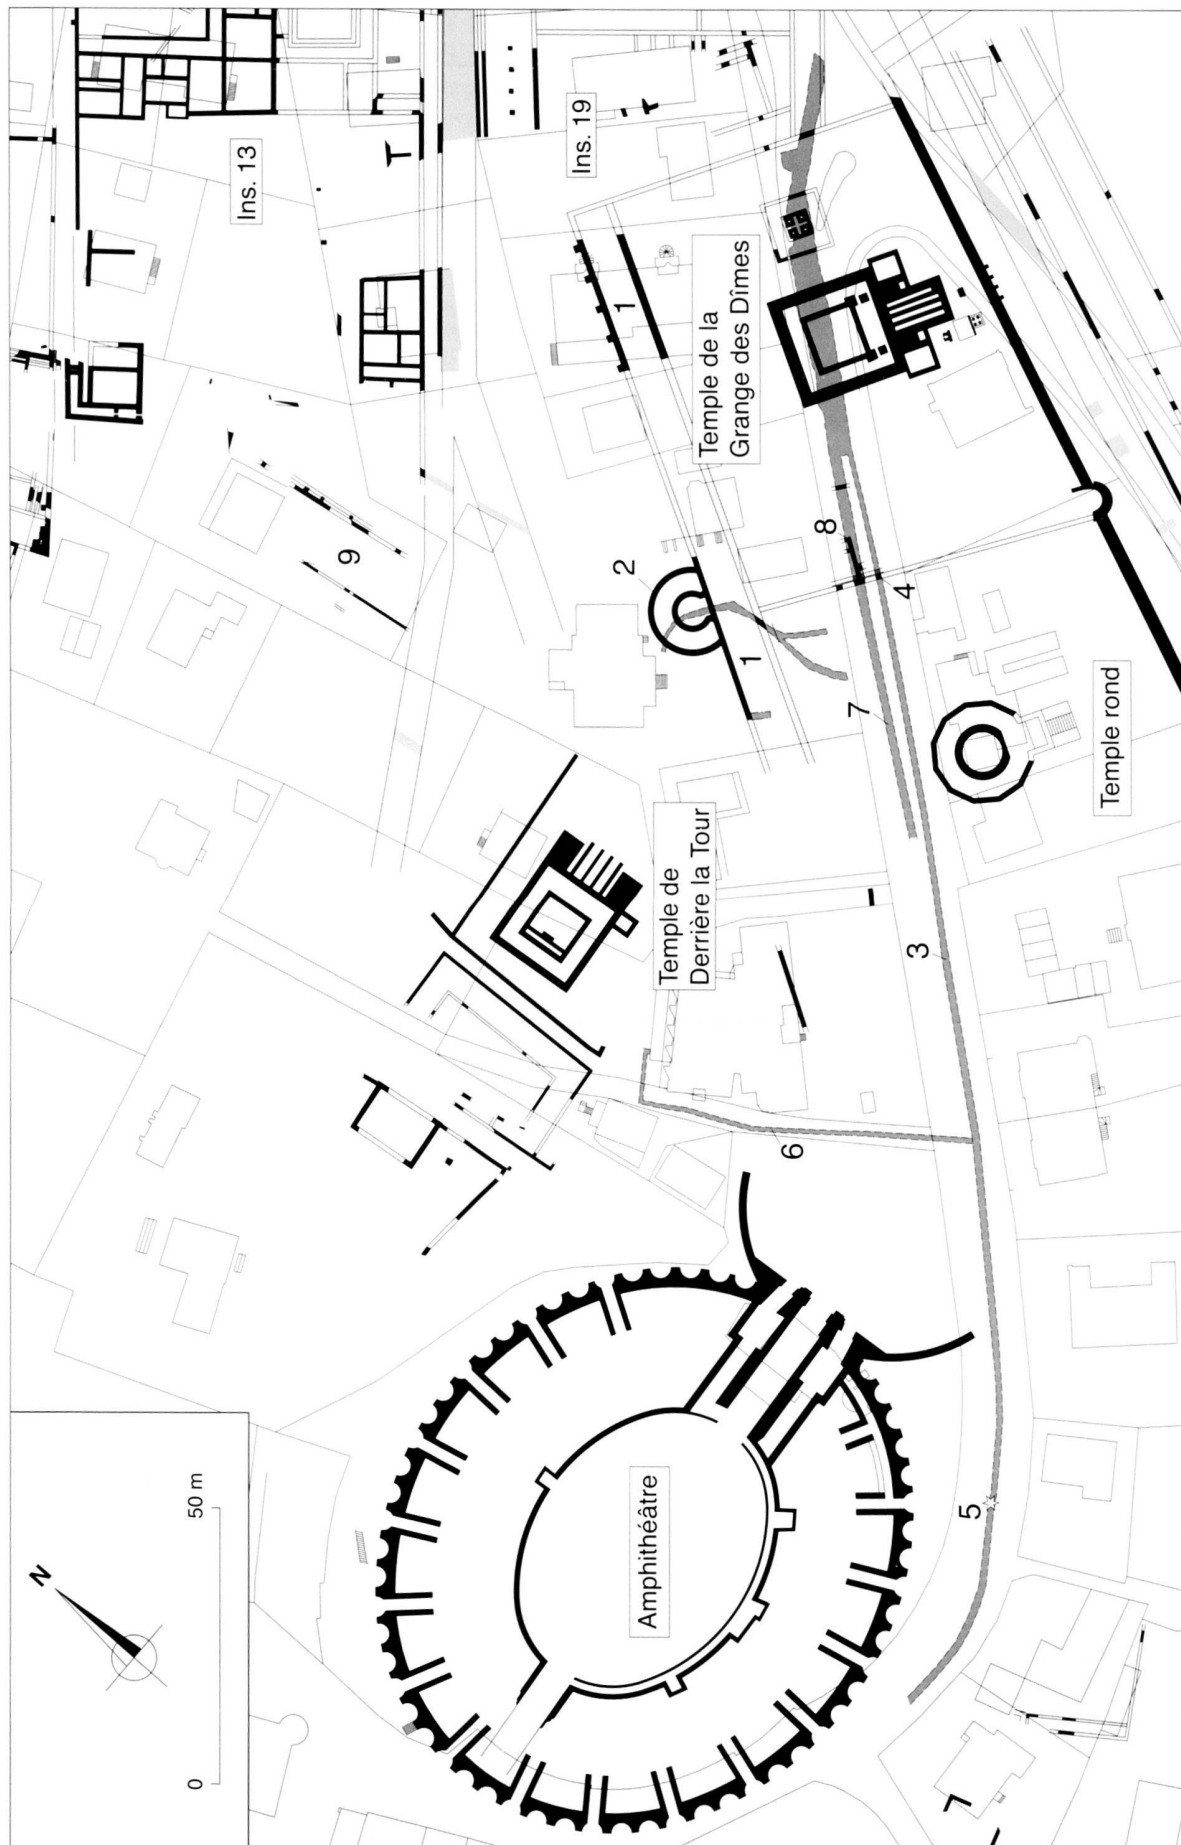 N
0 50 m
Ins. 13
9
Ins. 19
1
2
Amphithéâtre
Temple de
Derrière la Tour
Temple de la
Grange des Dîmes
1
6
8
7
4
3
5
Temple rond